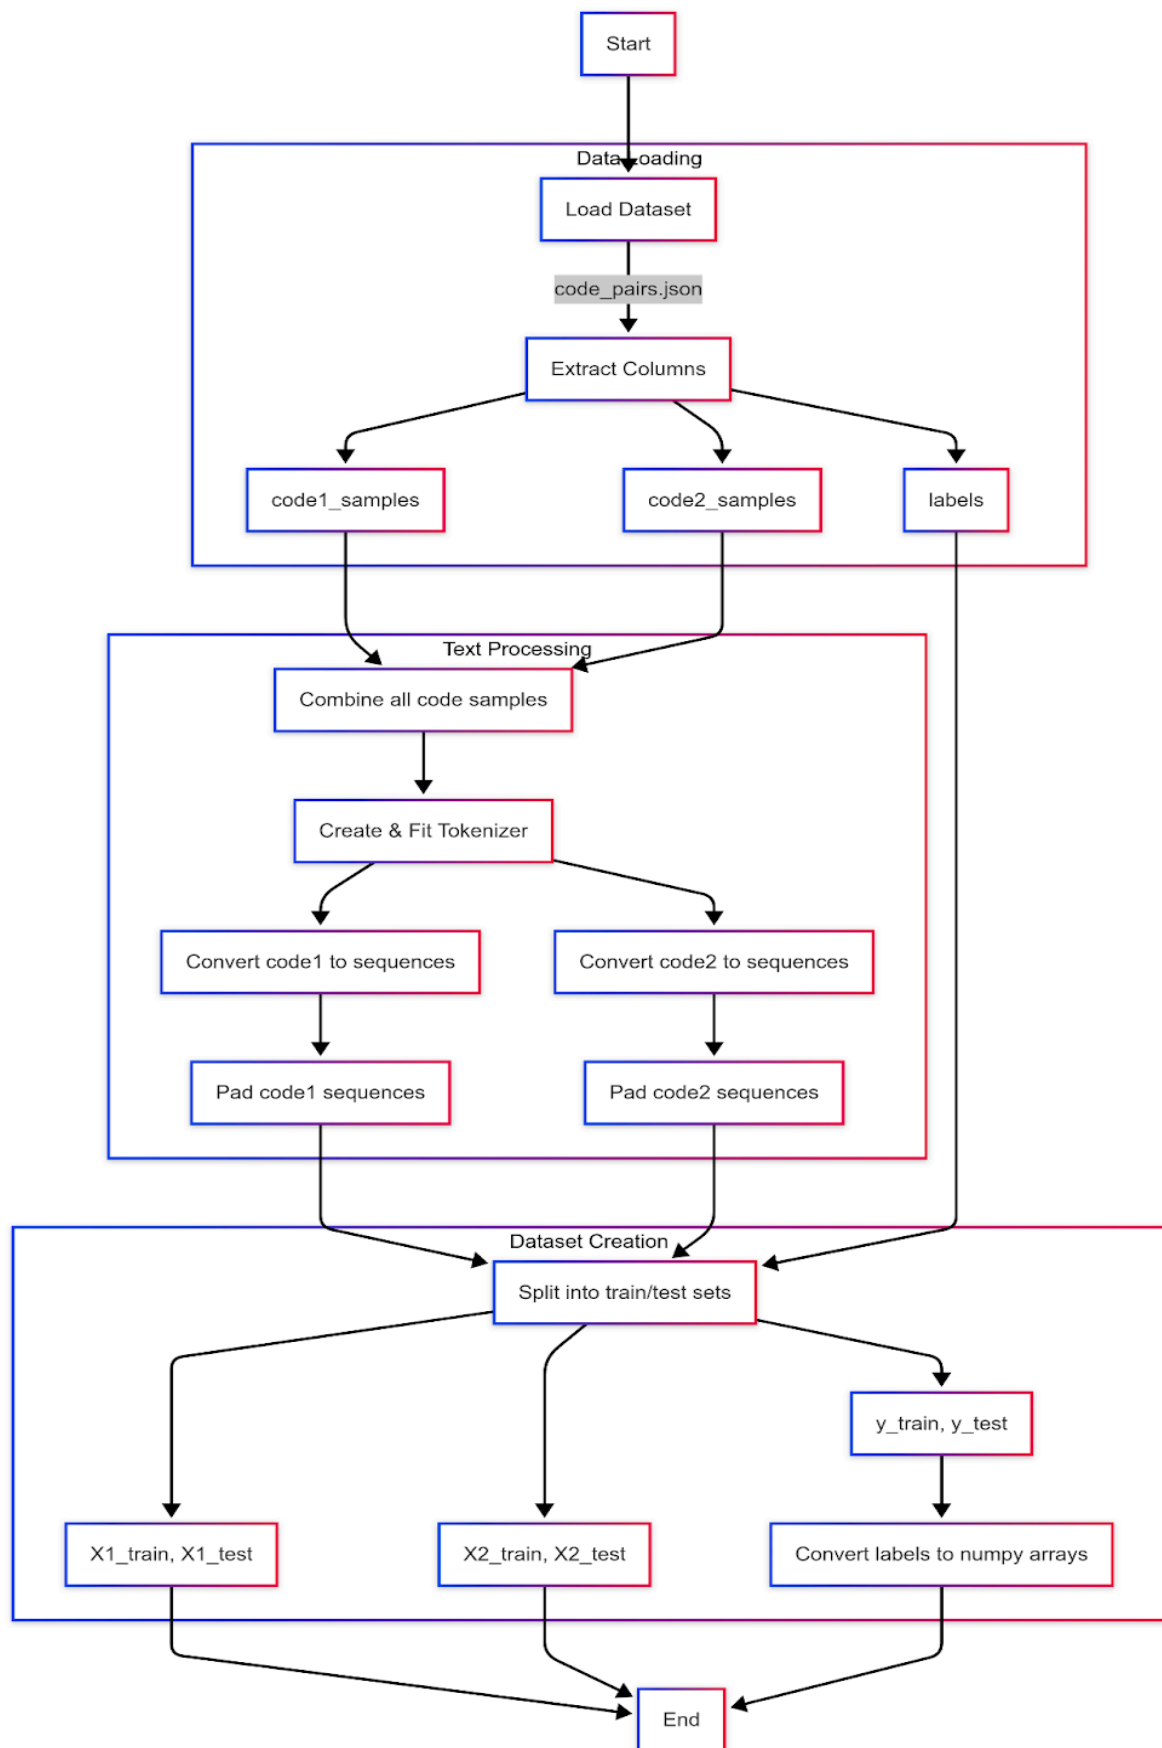 Start
Data Loading
Load Dataset
code_pairs.json
Extract Columns
code1_samples
code2_samples
labels
Text Processing
Combine all code samples
Create & Fit Tokenizer
Convert code1 to sequences
Convert code2 to sequences
Pad code1 sequences
Pad code2 sequences
Dataset Creation
Split into train/test sets
y_train, y_test
X1_train, X1_test
X2_train, X2_test
Convert labels to numpy arrays
End